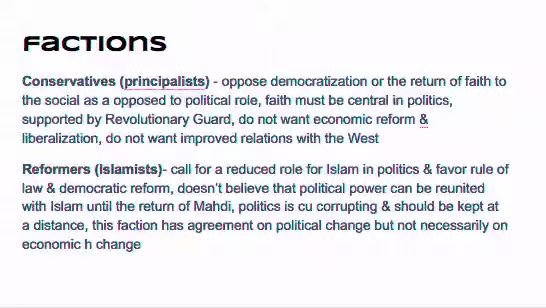 Factions
Conservatives (principalists) - oppose democratization or the return of faith to
the social as a opposed to political role, faith must be central in politics,
supported by Revolutionary Guard, do not want economic reform &
liberalization, do not want improved relations with the West
Reformers (Islamists)- call for a reduced role for Islam in politics & favor rule of
law & democratic reform, doesn't believe that political power can be reunited
with Islam until the return of Mahdi, politics is cu corrupting & should be kept at
a distance, this faction has agreement on political change but not necessarily on
economic h change